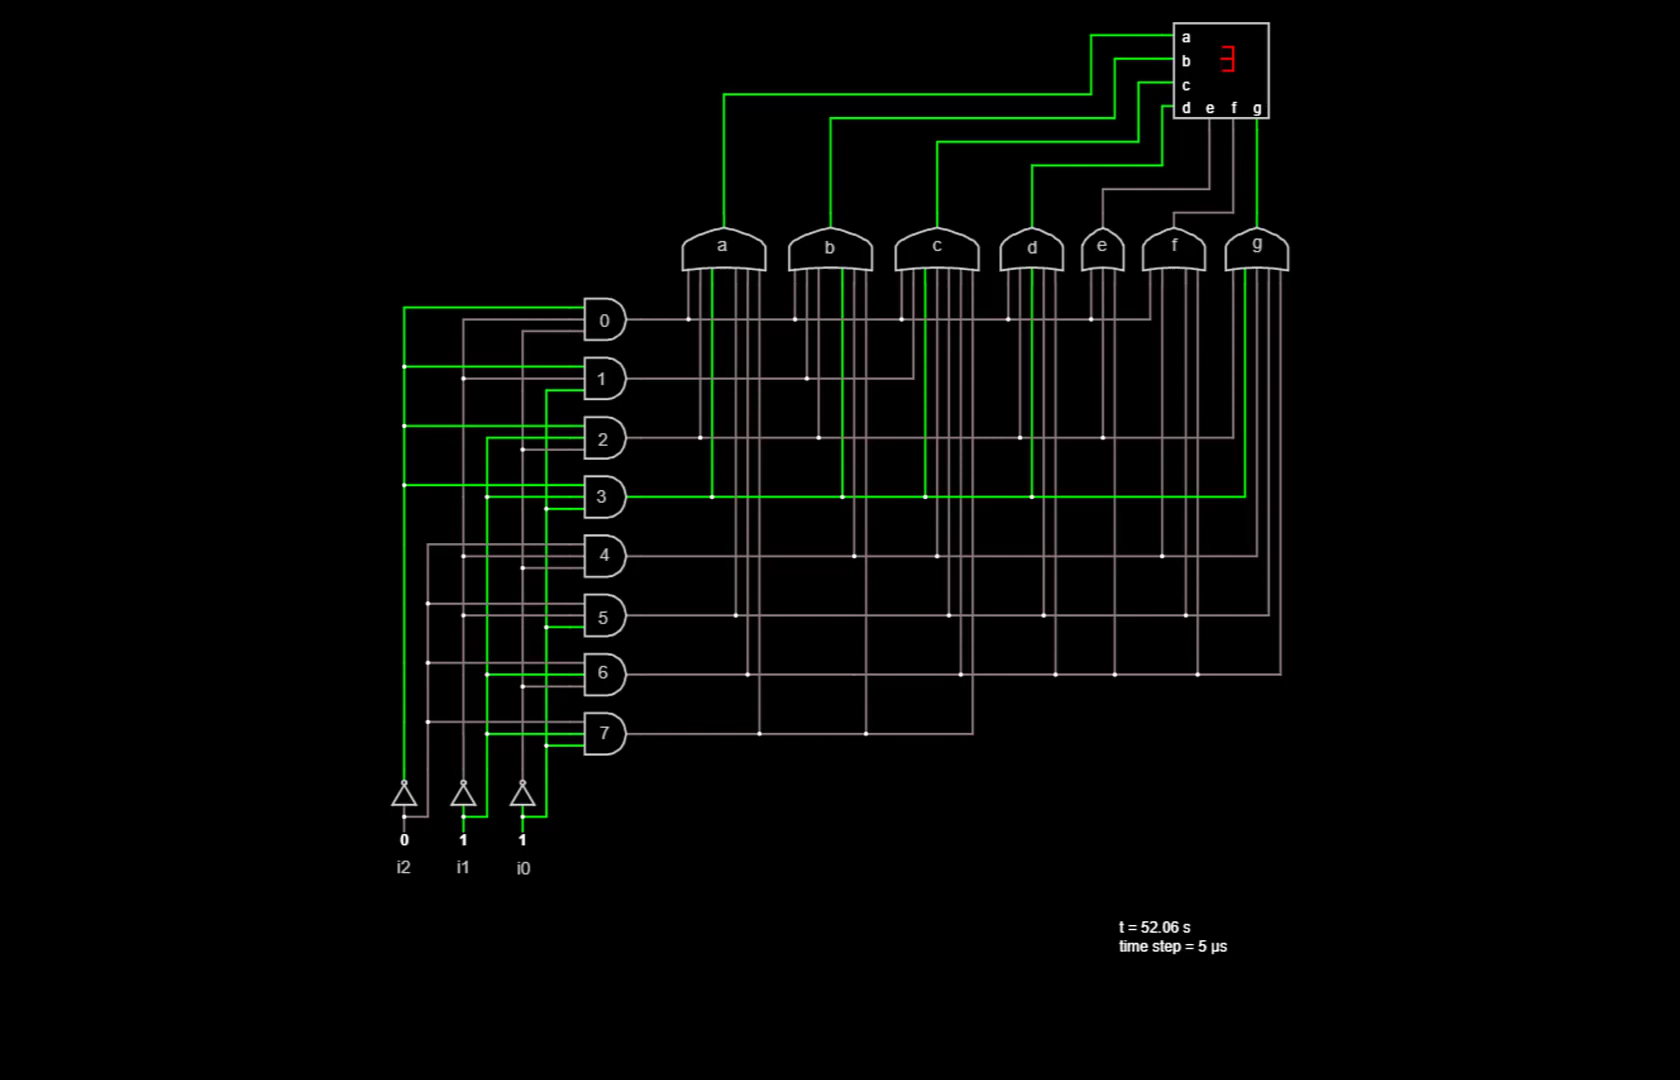 a
3
b
c
d e f g
a b c d e f g
0
1
2
3
4
5
6
7
0 1 1
i2 i1 i0
t = 52.06 s
time step = 5 µs